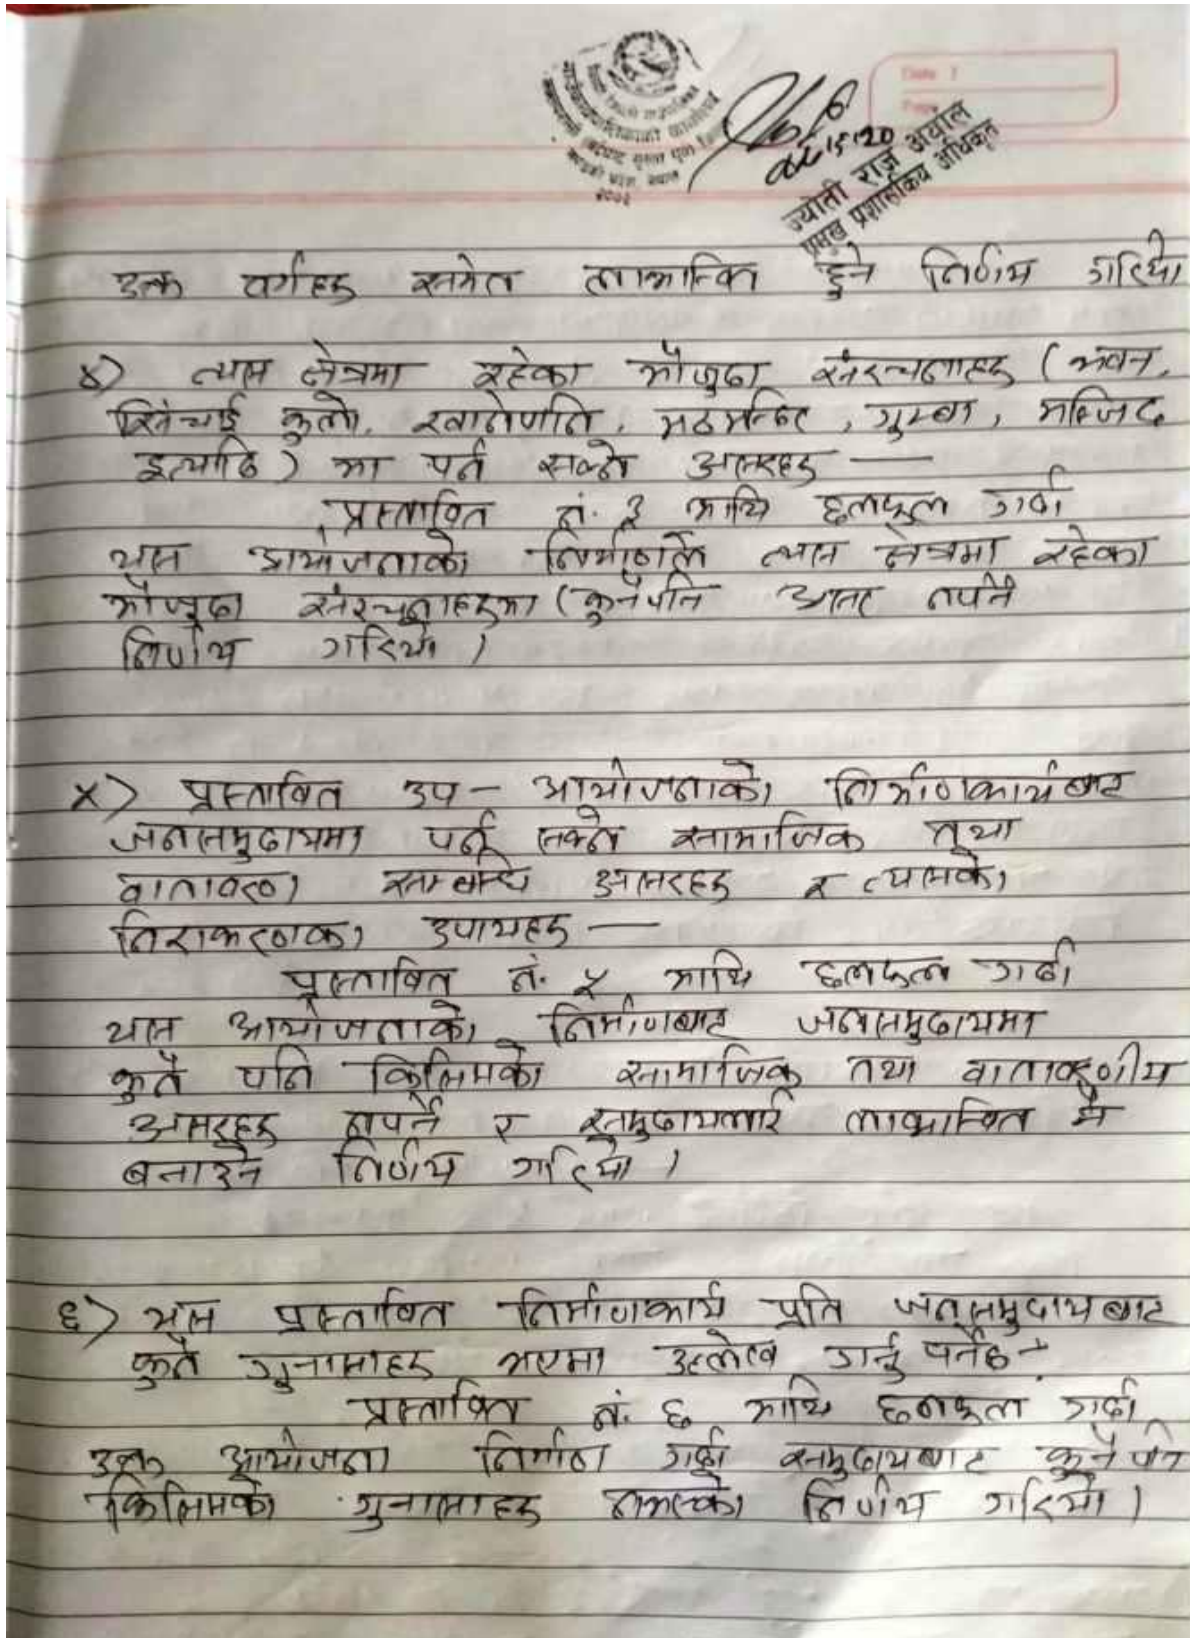 Date :
Page
ज्योती राज अर्याल
प्रमुख प्रशासकीय अधिकृत
उक्त वर्गहरु समेत लाभान्वित हुने निर्णय गरियो
४) त्यस क्षेत्रमा रहेका मौजुदा संरचनाहरु (भवन,
सिंचाई कुलो, खानेपानि, मठमन्दिर, गुम्बा, मस्जिद
इत्यादि) मा पर्न सक्ने असरहरु —
प्रस्तावित नं. ३ माथि छलफल गर्दा
यस आयोजनाको निर्माणले त्यस क्षेत्रमा रहेका
मौजुदा संरचनाहरुमा कुनैपनि असर नपर्ने
निर्णय गरियो।
५) प्रस्तावित उप - आयोजनाको निर्माणकार्यबाट
जनसमुदायमा पर्न सक्ने सामाजिक तथा
वातावरण सम्बन्धि असरहरु र त्यसको
निराकरणका उपायहरु —
प्रस्तावित नं. ५ माथि छलफल गर्दा
यस आयोजनाको निर्माणबाट जनसमुदायमा
कुनै पनि किसिमको सामाजिक तथा वातावरणीय
असरहरु नपर्ने र समुदायलाई लाभान्वित नै
बनाउने निर्णय गरियो।
६) यस प्रस्तावित निर्माणकार्य प्रति जनसमुदायबाट
कुनै गुनासाहरु भएमा उल्लेख गर्नु पर्नेछ -
प्रस्तावित नं. ६ माथि छलफल गर्दा
उक्त आयोजना निर्माण गर्दा समुदायबाट कुनै पनि
किसिमको गुनासाहरु नभएको निर्णय गरियो।